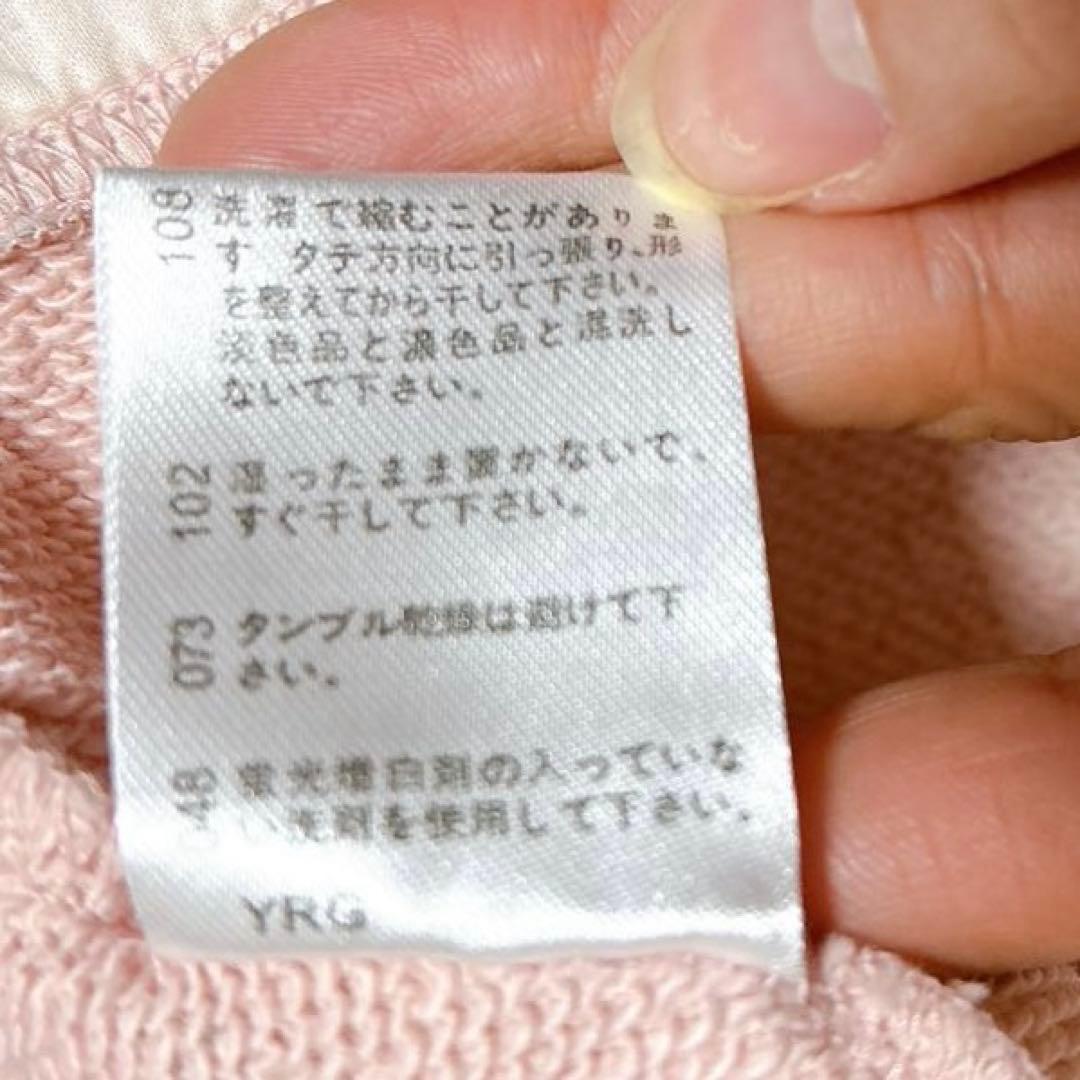 108 洗濯で縮むことがありま
す タテ方向に引っ張り、形
を整えてから干して下さい。
淡色品と濃色品と混洗し
ないで下さい。
102 湿ったまま置かないで、
すぐ干して下さい。
073 タンブル乾燥は避けて下
さい。
048 蛍光増白剤の入っていな
い洗剤を使用して下さい。
YRG